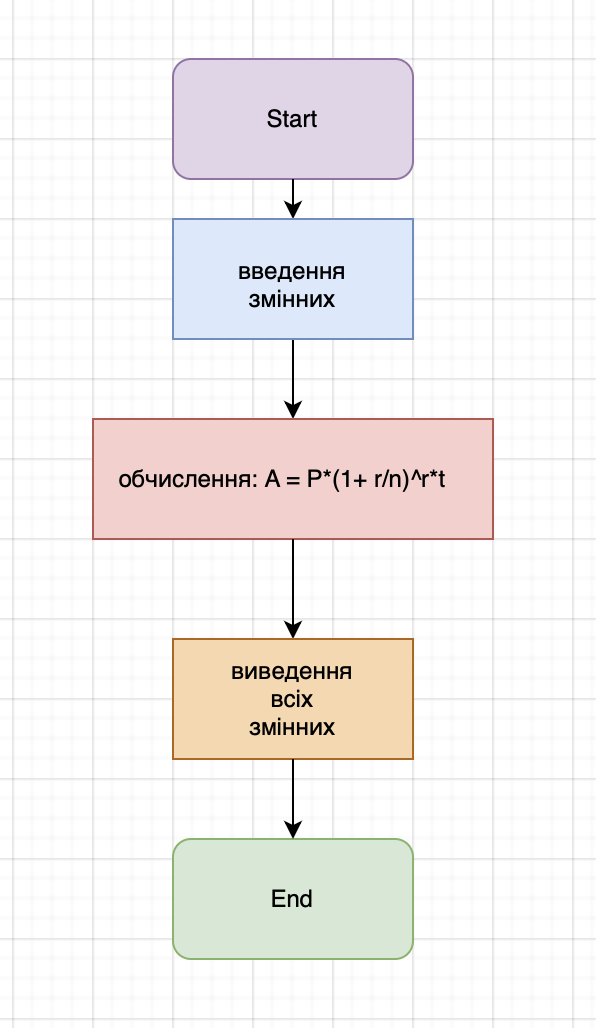 Start
введення
змінних
обчислення: A = P*(1+ r/n)^r*t
виведення
всіх
змінних
End